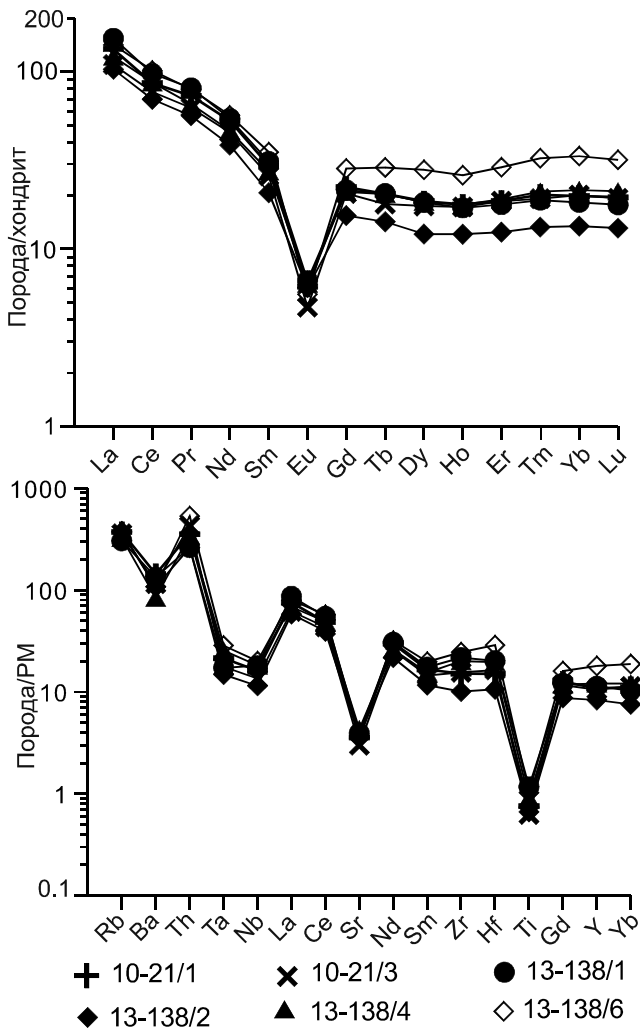 200
100
10
1
Порода/хондрит
La Ce Pr Nd Sm Eu Gd Tb Dy Ho Er Tm Yb Lu
1000
100
10
1
0.1
Порода/PM
Rb Ba Th Ta Nb La Ce Sr Nd Sm Zr Hf Ti Gd Y Yb
10-21/1 10-21/3 13-138/1
13-138/2 13-138/4 13-138/6